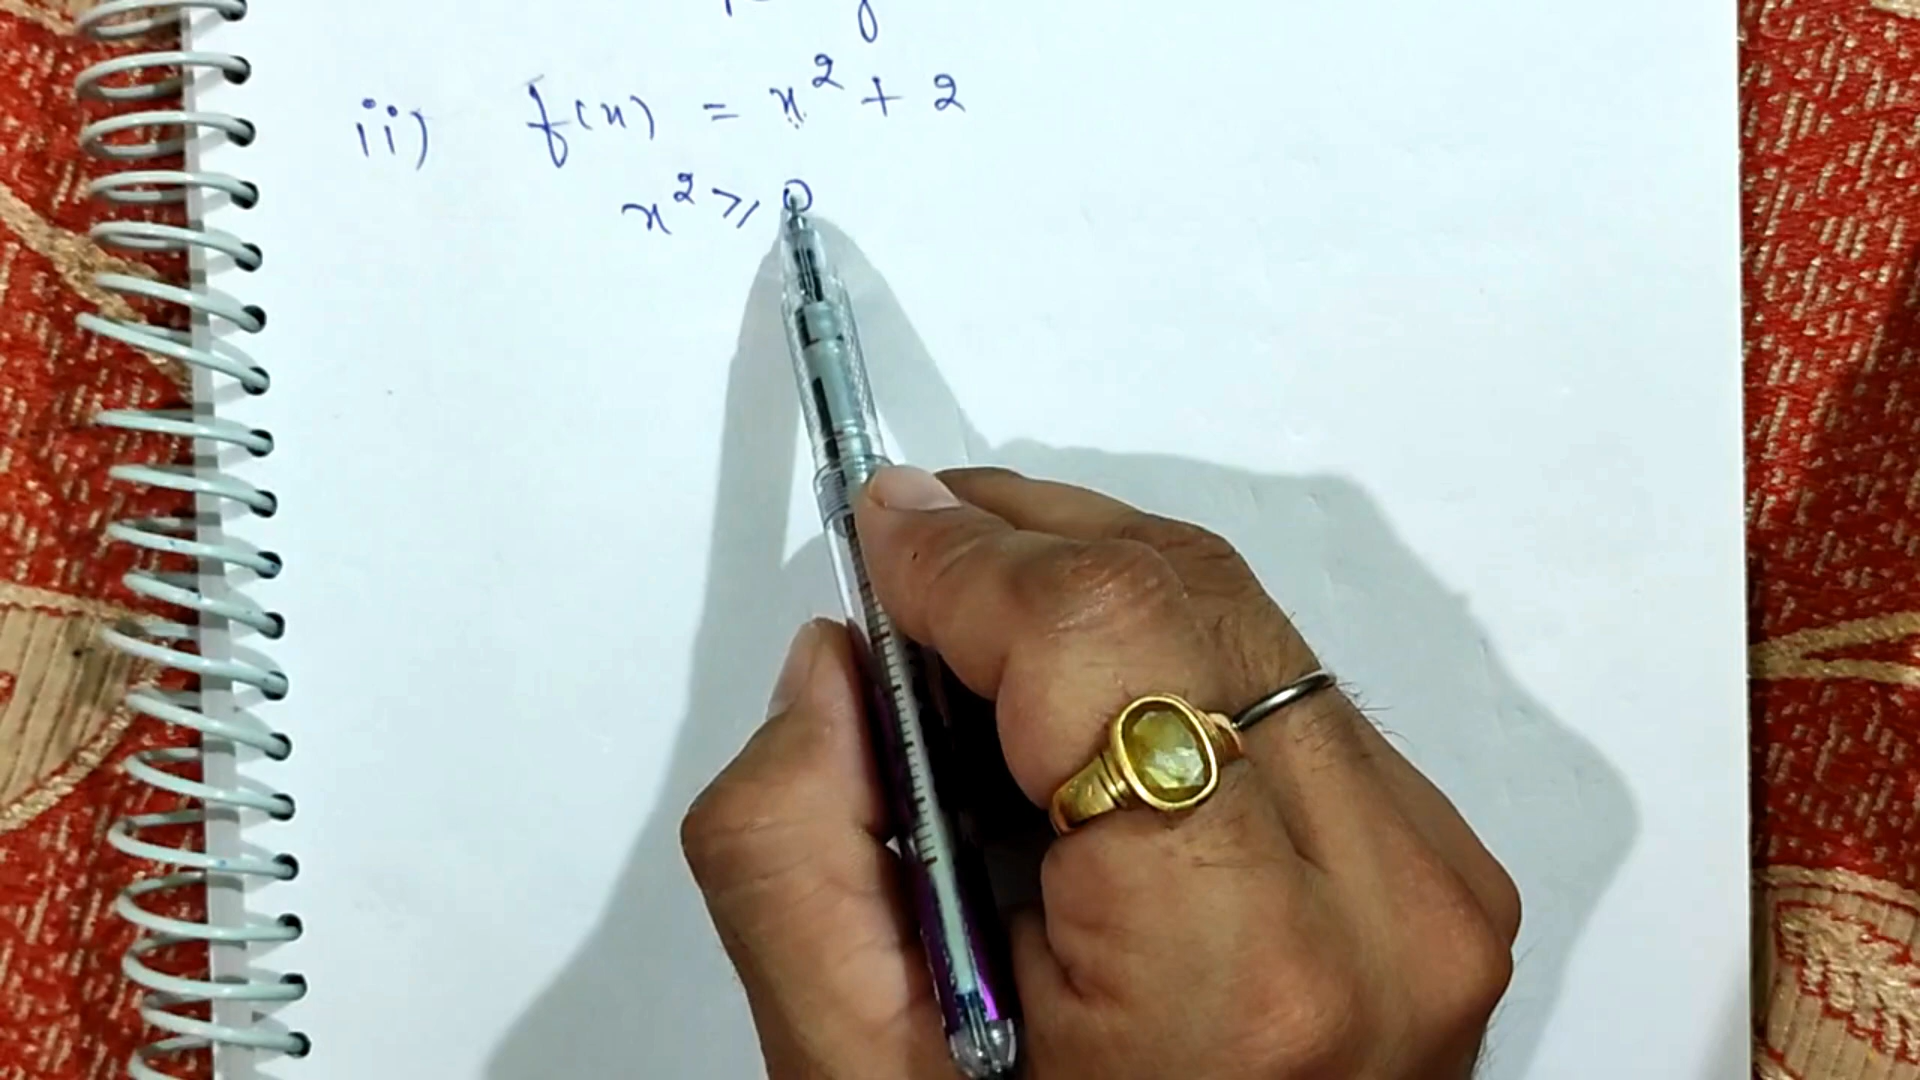 ii) f(x) = x² + 2
x² ⩾ 0